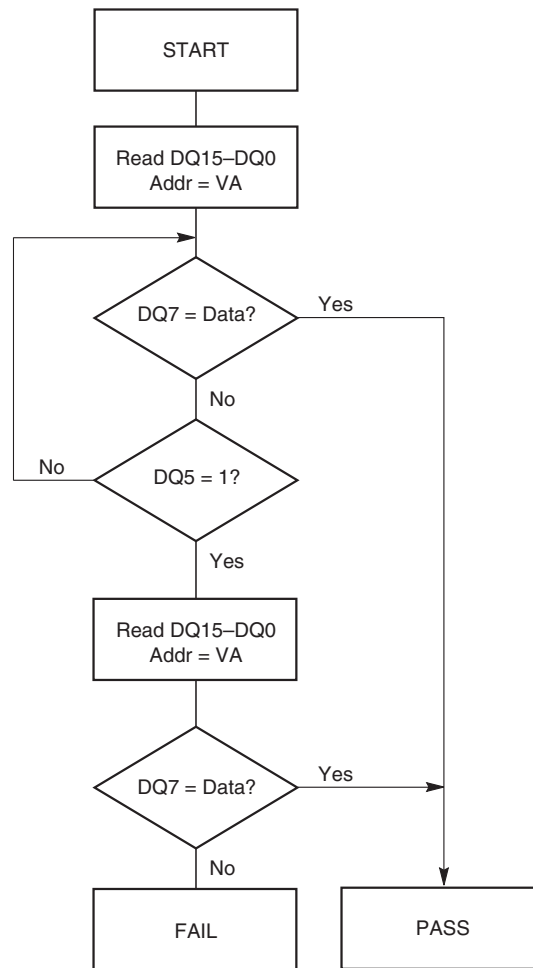 START
Read DQ15–DQ0
Addr = VA
DQ7 = Data?
Yes
No
No
DQ5 = 1?
Yes
Read DQ15–DQ0
Addr = VA
DQ7 = Data?
Yes
No
FAIL
PASS